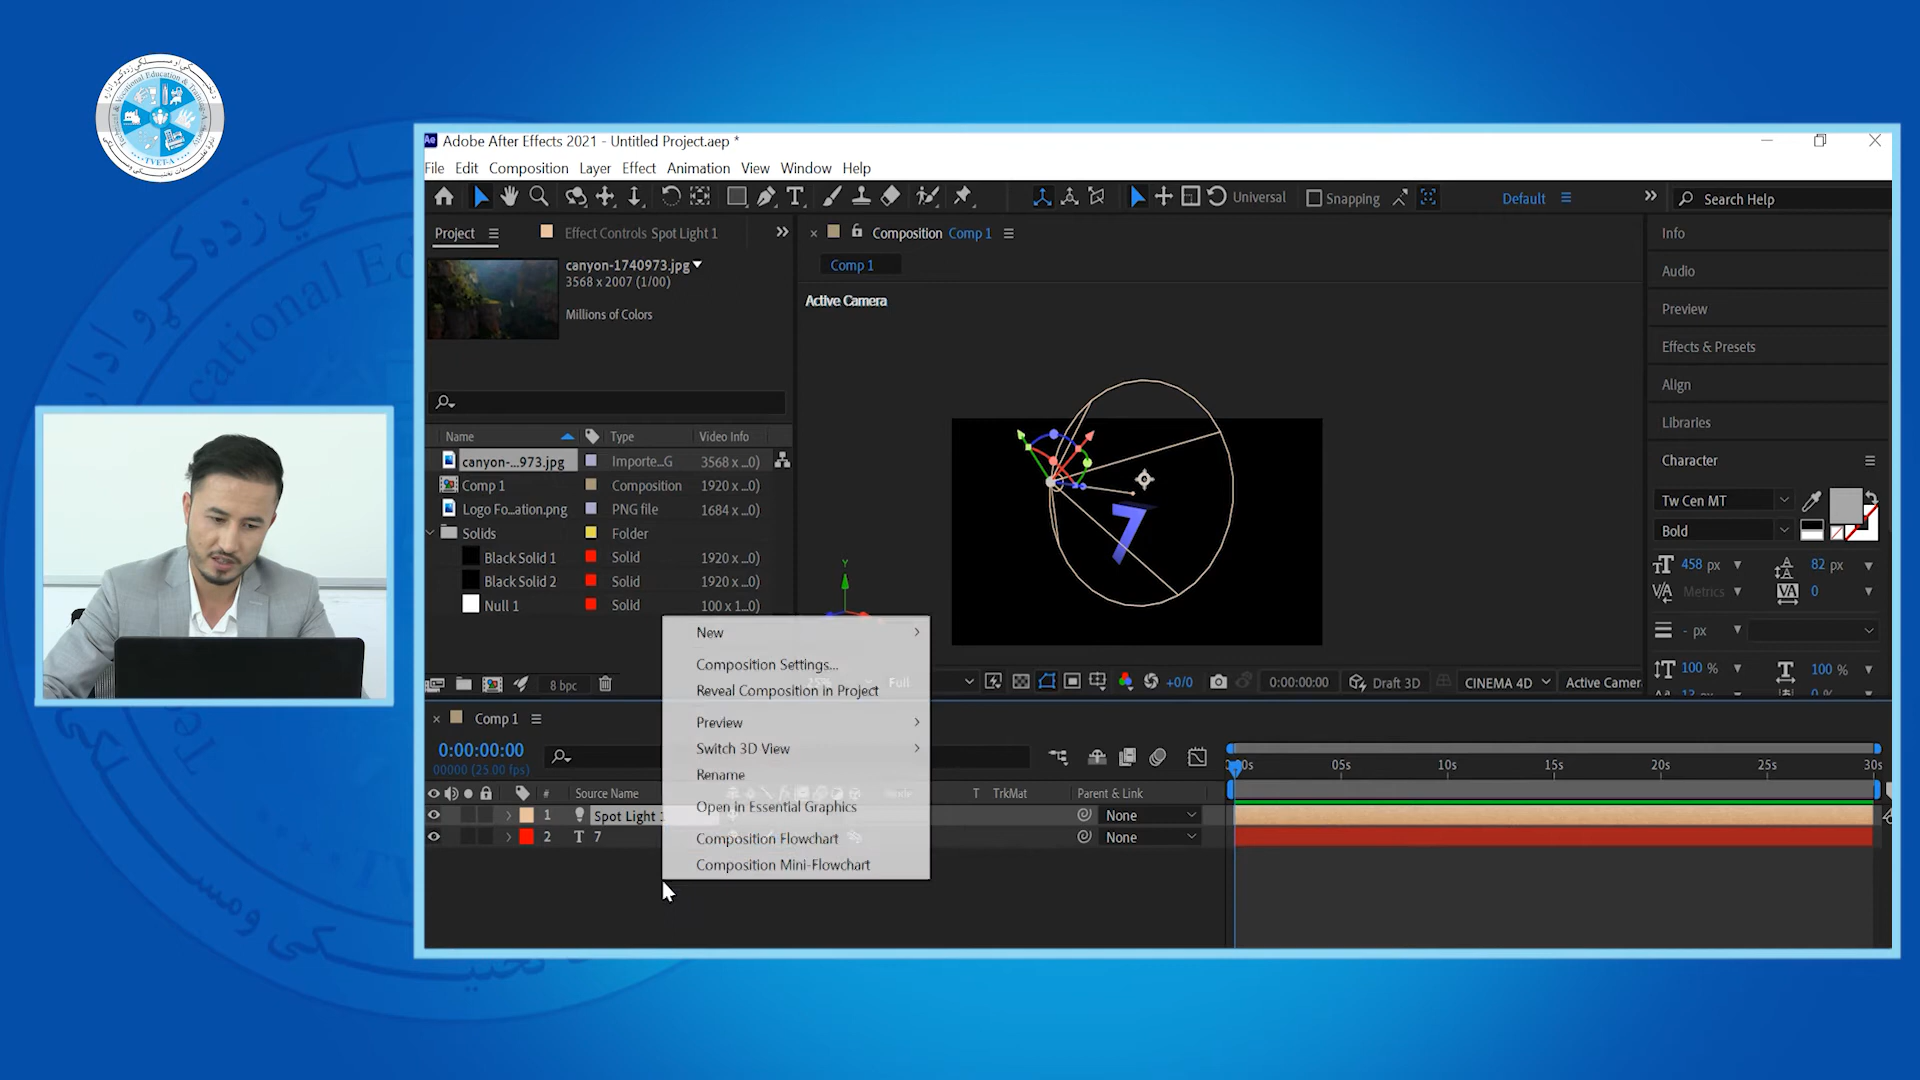 Adobe After Effects 2021 - Untitled Project.aep *
File Edit Composition Layer Effect Animation View Window Help
Universal
Snapping
Default
Search Help
Project
Effect Controls Spot Light 1
Composition Comp 1
Comp 1
Active Camera
canyon-1740973.jpg
3568 x 2007 (1/00)
Millions of Colors
Name Type Video Info
canyon-...973.jpg Importe...G 3568 x ...0)
Comp 1 Composition 1920 x ...0)
Logo Fo...ation.png PNG file 1684 x ...0)
Solids Folder
Black Solid 1 Solid 1920 x ...0)
Black Solid 2 Solid 1920 x ...0)
Null 1 Solid 100 x 1...0)
8 bpc
7
Y
New
Composition Settings...
Reveal Composition in Project
Preview
Switch 3D View
Rename
Open in Essential Graphics
Composition Flowchart
Composition Mini-Flowchart
Full
+0/0
0:00:00:00
Draft 3D
CINEMA 4D
Active Camer
Info
Audio
Preview
Effects & Presets
Align
Libraries
Character
Tw Cen MT
Bold
458 px 82 px
Metrics 0
- px
100 % 100 %
Comp 1
0:00:00:00
00000 (25.00 fps)
# Source Name
T TrkMat Parent & Link
1 Spot Light
None
2 T 7
None
05s 10s 15s 20s 25s 30s
TVET-A